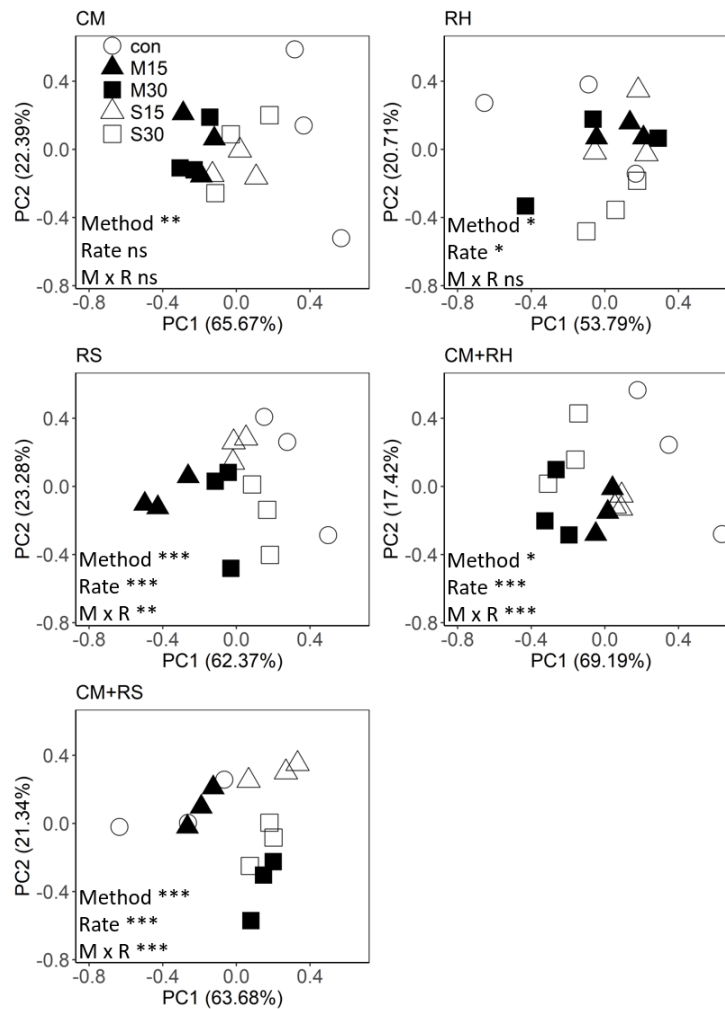 CM
con
M15
M30
S15
S30
Method **
Rate ns
M x R ns
0.4
0.0
-0.4
-0.8
-0.8
-0.4
0.0
0.4
PC2 (22.39%)
PC1 (65.67%)
RH
Method *
Rate *
M x R ns
0.4
0.0
-0.4
-0.8
-0.8
-0.4
0.0
0.4
PC2 (20.71%)
PC1 (53.79%)
RS
Method ***
Rate ***
M x R **
0.4
0.0
-0.4
-0.8
-0.8
-0.4
0.0
0.4
PC2 (23.28%)
PC1 (62.37%)
CM+RH
Method *
Rate ***
M x R ***
0.4
0.0
-0.4
-0.8
-0.8
-0.4
0.0
0.4
PC2 (17.42%)
PC1 (69.19%)
CM+RS
Method ***
Rate ***
M x R ***
0.4
0.0
-0.4
-0.8
-0.8
-0.4
0.0
0.4
PC2 (21.34%)
PC1 (63.68%)